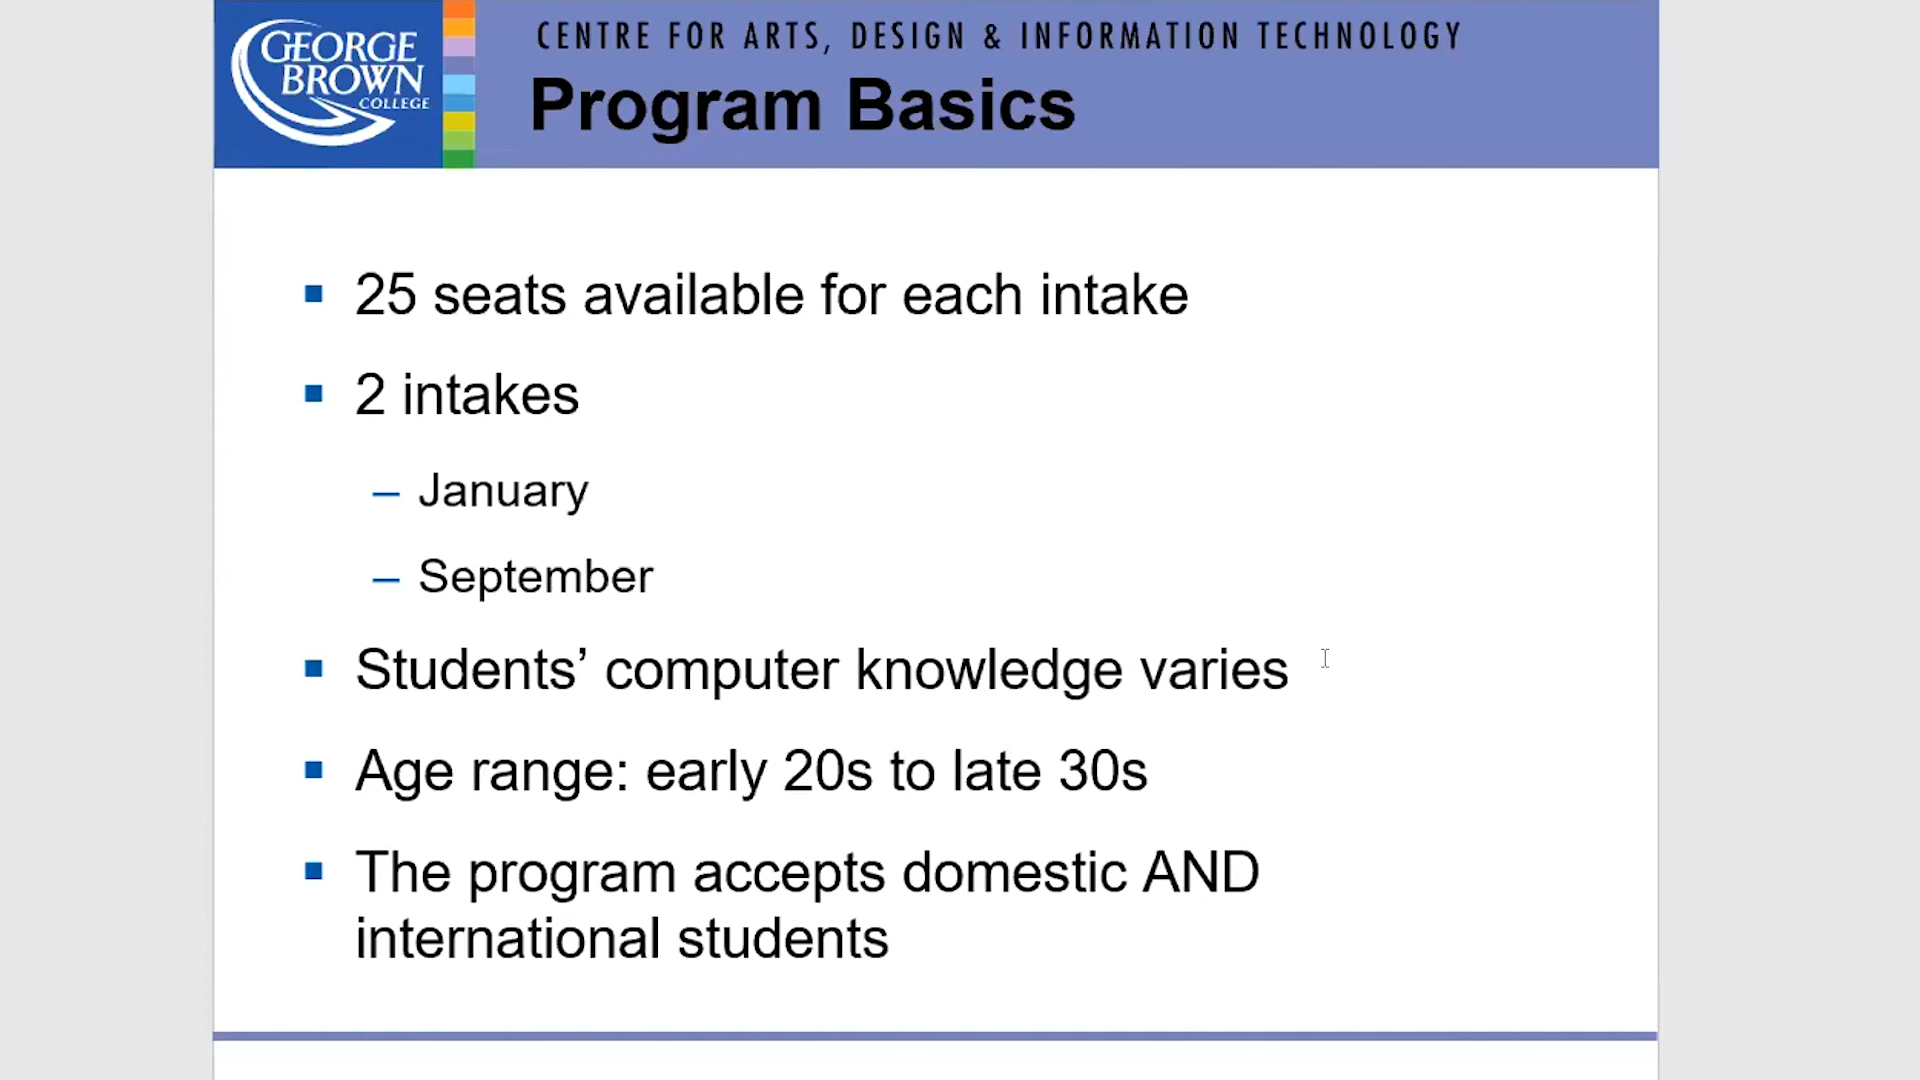 GEORGE
BROWN
COLLEGE
CENTRE FOR ARTS, DESIGN & INFORMATION TECHNOLOGY
Program Basics
▪ 25 seats available for each intake
▪ 2 intakes
– January
– September
▪ Students’ computer knowledge varies
▪ Age range: early 20s to late 30s
▪ The program accepts domestic AND
international students